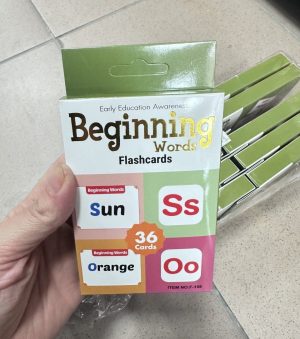 Early Education Awareness
Beginning
Words
Flashcards
Beginning Words
Sun
Ss
36
Cards
Beginning Words
Orange
Oo